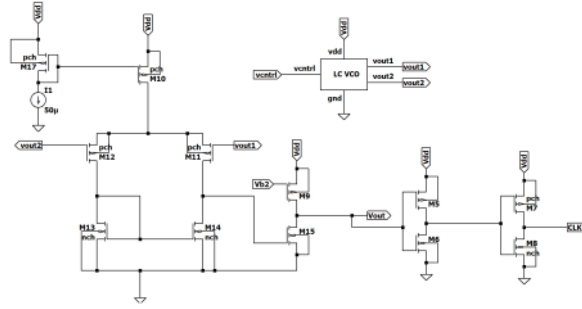 Vdd
Vdd
Vdd
pch
M17
pch
M10
vdd
vout1
vout1
vcntrl
vcntrl
LC VCO
vout2
vout2
gnd
I1
50µ
vout2
pch
M12
pch
M11
vout1
Vdd
Vdd
Vdd
Vb2
M9
M5
pch
M7
Vout
M13
nch
M14
nch
M15
M6
M8
nch
CLK